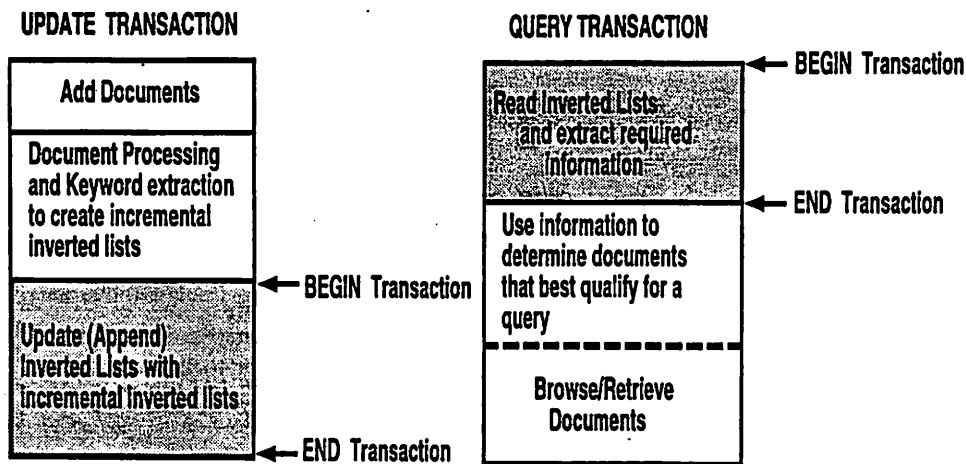 UPDATE TRANSACTION
Add Documents
Document Processing
and Keyword extraction
to create incremental
inverted lists
BEGIN Transaction
Update (Append)
Inverted Lists with
incremental inverted lists
END Transaction
QUERY TRANSACTION
BEGIN Transaction
Read Inverted Lists
and extract required
information
END Transaction
Use information to
determine documents
that best qualify for a
query
Browse/Retrieve
Documents